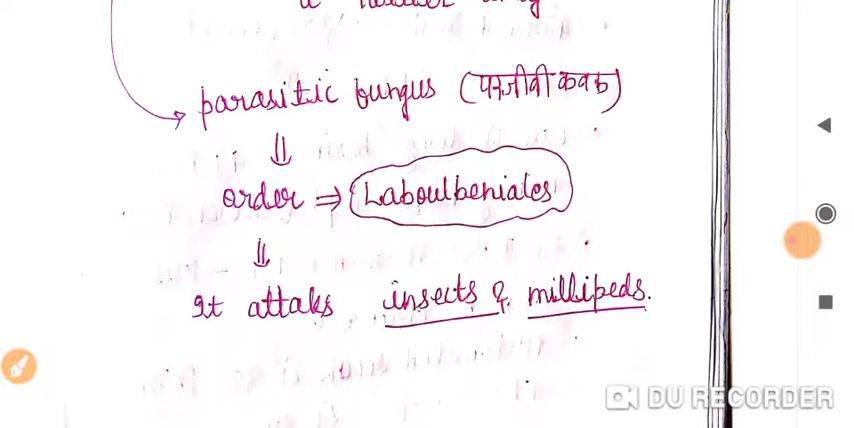 parasitic fungus (परजीवी कवक)
⇓
order ⇒ Laboulbeniales
⇓
It attaks insects & millipeds.
DU RECORDER